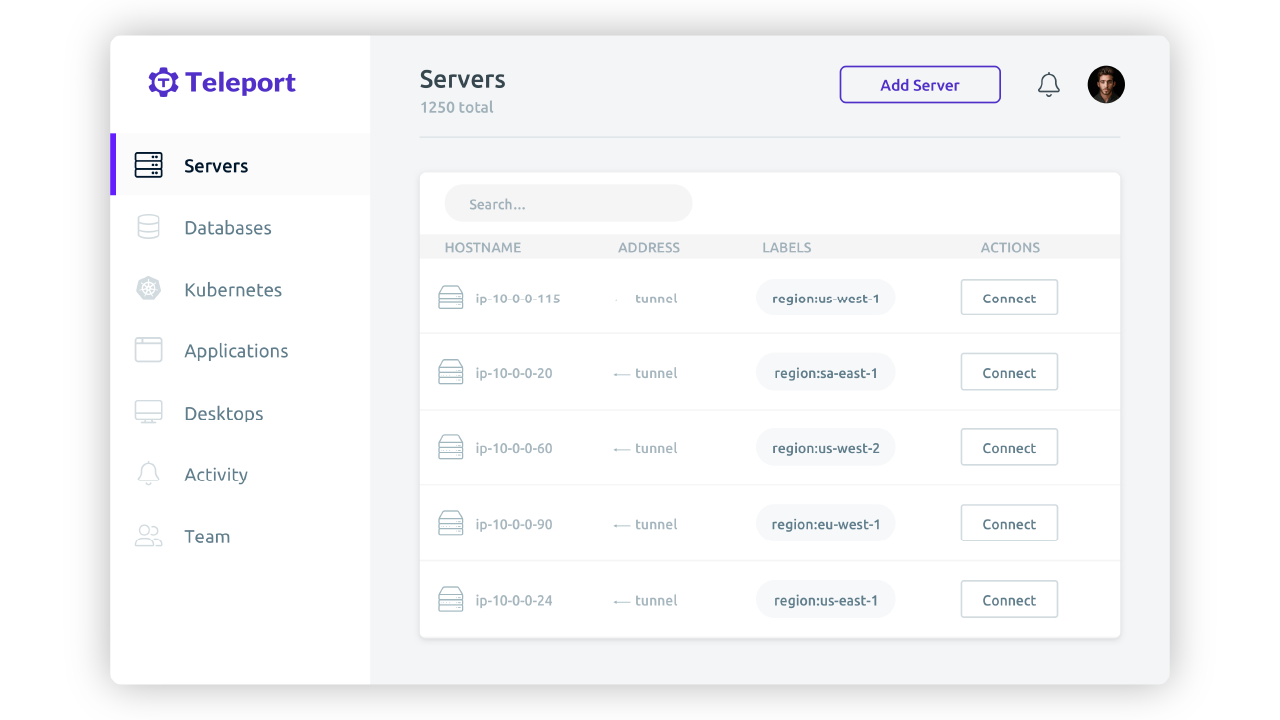 Teleport
Servers
Databases
Kubernetes
Applications
Desktops
Activity
Team
Servers
1250 total
Add Server
Search...
HOSTNAME ADDRESS LABELS ACTIONS
ip-10-0-0-115 tunnel region:us-west-1 Connect
ip-10-0-0-20 ← tunnel region:sa-east-1 Connect
ip-10-0-0-60 ← tunnel region:us-west-2 Connect
ip-10-0-0-90 ← tunnel region:eu-west-1 Connect
ip-10-0-0-24 ← tunnel region:us-east-1 Connect